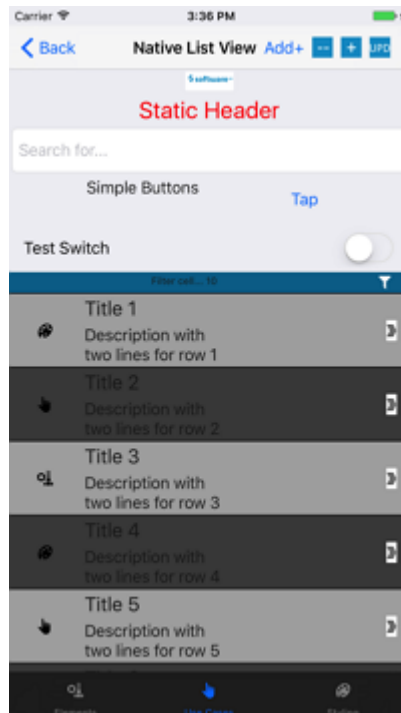 Carrier 3:36 PM
Back Native List View Add+ -- + UPD
software
Static Header
Search for...
Simple Buttons Tap
Test Switch
Filter cell... 10
Title 1
Description with
two lines for row 1
Title 2
Description with
two lines for row 2
Title 3
Description with
two lines for row 3
Title 4
Description with
two lines for row 4
Title 5
Description with
two lines for row 5